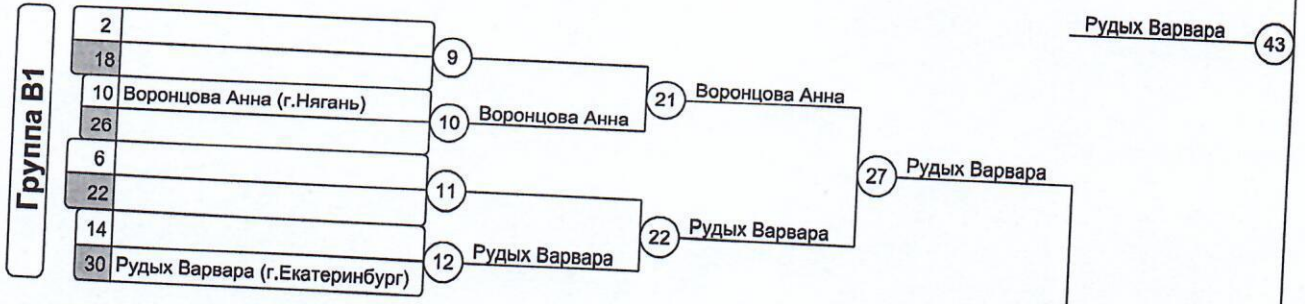 Группа В1
2
18
10 Воронцова Анна (г.Нягань)
26
6
22
14
30 Рудых Варвара (г.Екатеринбург)
9
10 Воронцова Анна
11
12 Рудых Варвара
21 Воронцова Анна
22 Рудых Варвара
27 Рудых Варвара
Рудых Варвара 43